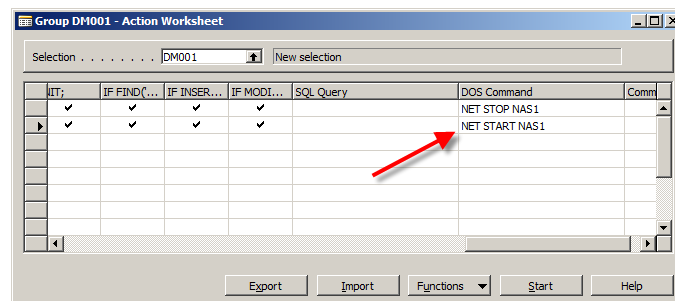 Group DM001 - Action Worksheet
Selection . . . . . . . . DM001 New selection
NIT; IF FIND('... IF INSER... IF MODI... SQL Query DOS Command Comm
NET STOP NAS1
NET START NAS1
Export Import Functions Start Help